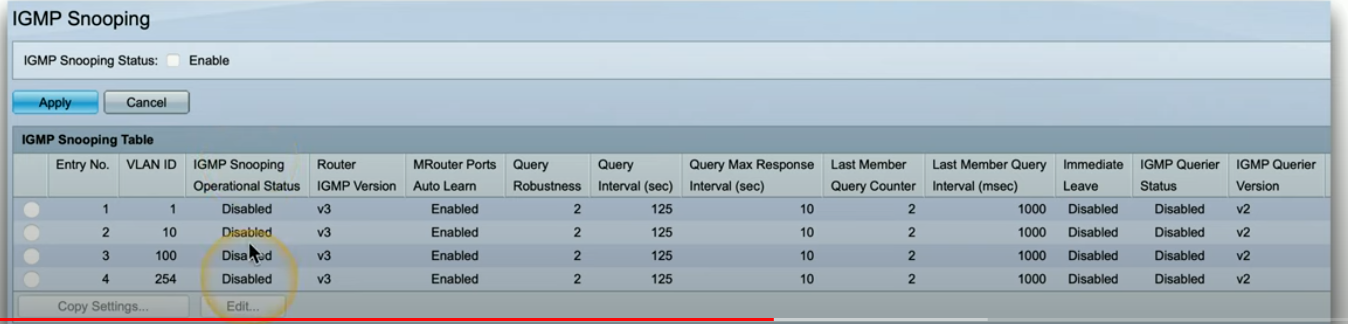 IGMP Snooping
IGMP Snooping Status: Enable
Apply Cancel
IGMP Snooping Table
Entry No. VLAN ID IGMP Snooping Router MRouter Ports Query Query Query Max Response Last Member Last Member Query Immediate IGMP Querier IGMP Querier
Operational Status IGMP Version Auto Learn Robustness Interval (sec) Interval (sec) Query Counter Interval (msec) Leave Status Version
1 1 Disabled v3 Enabled 2 125 10 2 1000 Disabled Disabled v2
2 10 Disabled v3 Enabled 2 125 10 2 1000 Disabled Disabled v2
3 100 Disabled v3 Enabled 2 125 10 2 1000 Disabled Disabled v2
4 254 Disabled v3 Enabled 2 125 10 2 1000 Disabled Disabled v2
Copy Settings... Edit...